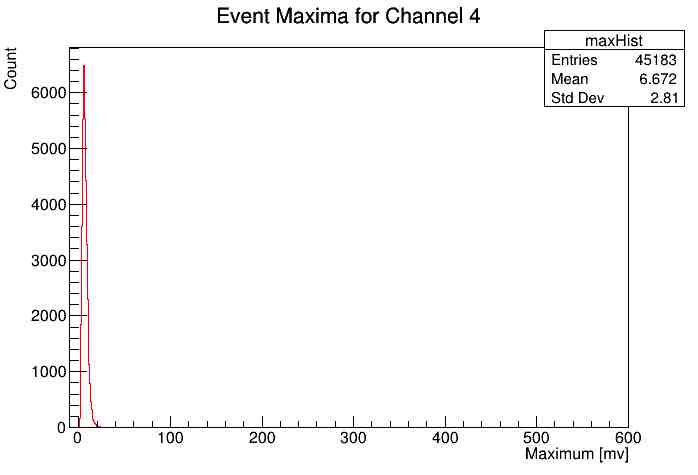 Event Maxima for Channel 4
maxHist
Entries 45183
Mean 6.672
Std Dev 2.81
Count
6000
5000
4000
3000
2000
1000
0
0 100 200 300 400 500 600
Maximum [mv]